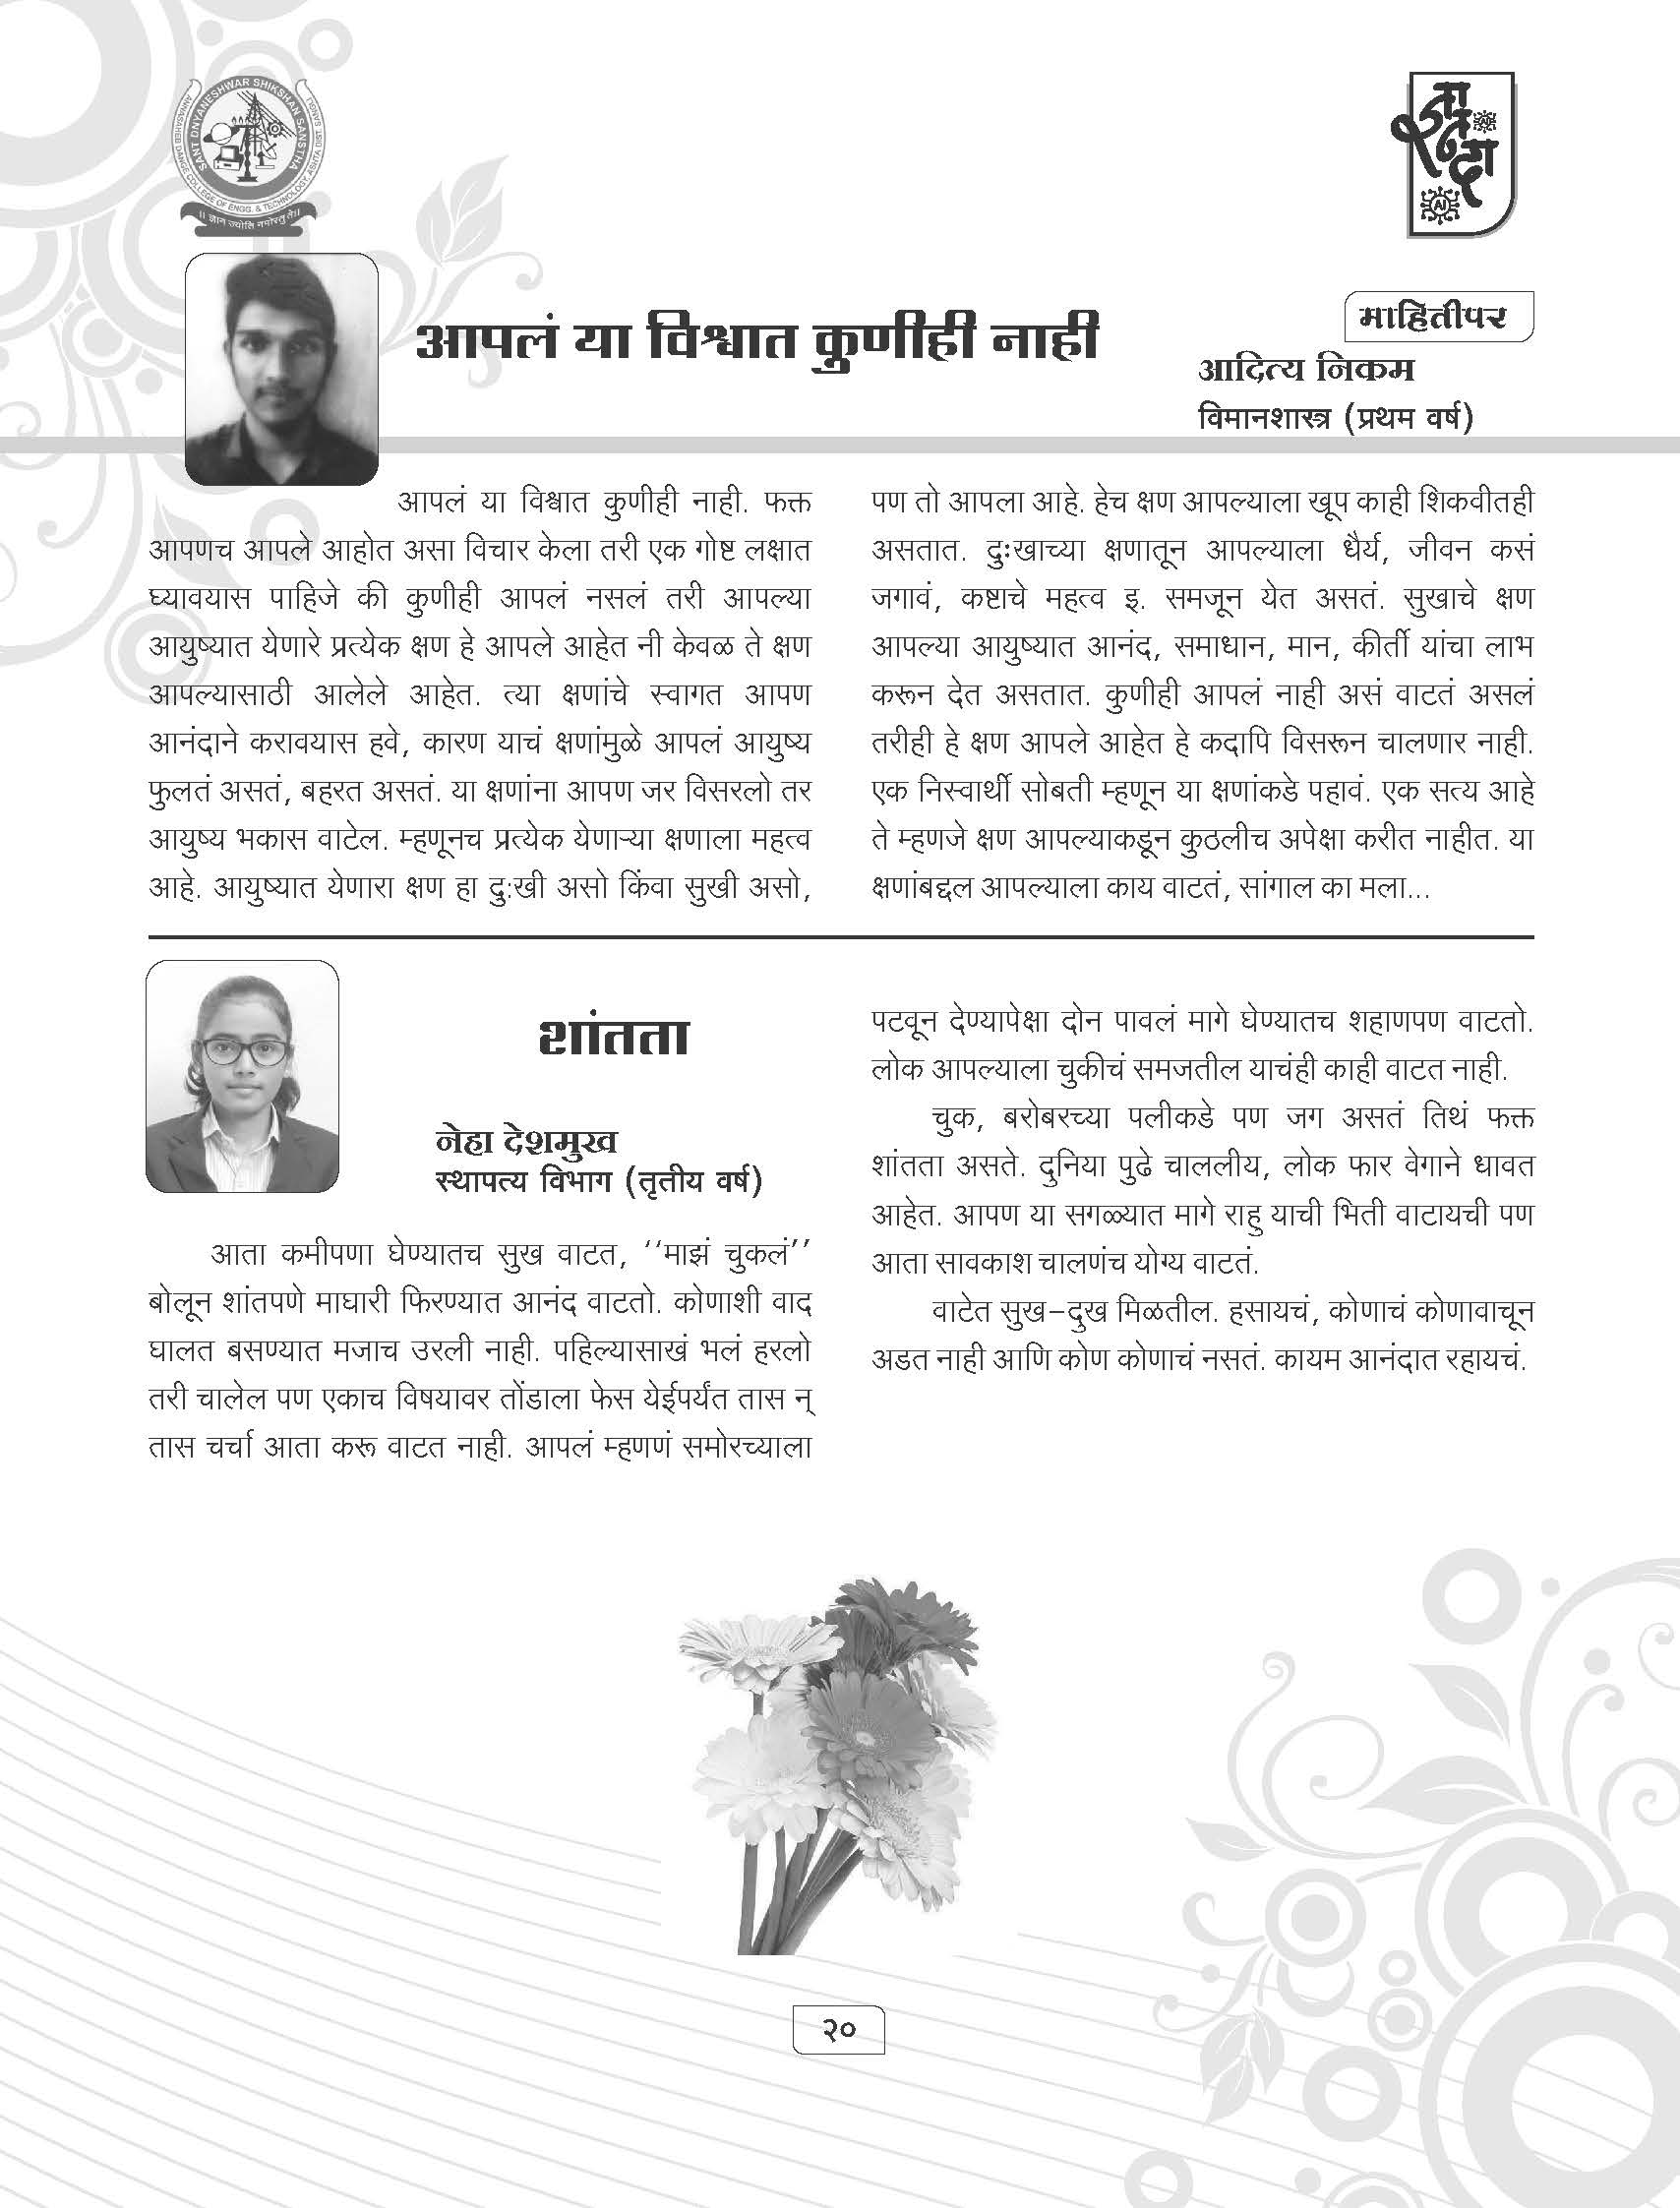 SANT DNYANESHWAR SHIKSHAN SANSTHA
ANNASAHEB DANGE COLLEGE OF ENGG. & TECHNOLOGY, ASHTA DIST. SANGLI
AI
AI
माहितीपर
आपलं या विश्वात कुणीही नाही
आदित्य निकम
विमानशास्त्र (प्रथम वर्ष)
आपलं या विश्वात कुणीही नाही. फक्त
आपणच आपले आहोत असा विचार केला तरी एक गोष्ट लक्षात
घ्यावयास पाहिजे की कुणीही आपलं नसलं तरी आपल्या
आयुष्यात येणारे प्रत्येक क्षण हे आपले आहेत नी केवळ ते क्षण
आपल्यासाठी आलेले आहेत. त्या क्षणांचे स्वागत आपण
आनंदाने करावयास हवे, कारण याचं क्षणांमुळे आपलं आयुष्य
फुलतं असतं, बहरत असतं. या क्षणांना आपण जर विसरलो तर
आयुष्य भकास वाटेल. म्हणूनच प्रत्येक येणाऱ्या क्षणाला महत्व
आहे. आयुष्यात येणारा क्षण हा दु:खी असो किंवा सुखी असो,
पण तो आपला आहे. हेच क्षण आपल्याला खूप काही शिकवीतही
असतात. दुःखाच्या क्षणातून आपल्याला धैर्य, जीवन कसं
जगावं, कष्टाचे महत्व इ. समजून येत असतं. सुखाचे क्षण
आपल्या आयुष्यात आनंद, समाधान, मान, कीर्ती यांचा लाभ
करून देत असतात. कुणीही आपलं नाही असं वाटतं असलं
तरीही हे क्षण आपले आहेत हे कदापि विसरून चालणार नाही.
एक निस्वार्थी सोबती म्हणून या क्षणांकडे पहावं. एक सत्य आहे
ते म्हणजे क्षण आपल्याकडून कुठलीच अपेक्षा करीत नाहीत. या
क्षणांबद्दल आपल्याला काय वाटतं, सांगाल का मला...
शांतता
नेहा देशमुख
स्थापत्य विभाग (तृतीय वर्ष)
आता कमीपणा घेण्यातच सुख वाटत, ‘‘माझं चुकलं’’
बोलून शांतपणे माघारी फिरण्यात आनंद वाटतो. कोणाशी वाद
घालत बसण्यात मजाच उरली नाही. पहिल्यासाखं भलं हरलो
तरी चालेल पण एकाच विषयावर तोंडाला फेस येईपर्यंत तास न्
तास चर्चा आता करू वाटत नाही. आपलं म्हणणं समोरच्याला
पटवून देण्यापेक्षा दोन पावलं मागे घेण्यातच शहाणपण वाटतो.
लोक आपल्याला चुकीचं समजतील याचंही काही वाटत नाही.
चुक, बरोबरच्या पलीकडे पण जग असतं तिथं फक्त
शांतता असते. दुनिया पुढे चाललीय, लोक फार वेगाने धावत
आहेत. आपण या सगळ्यात मागे राहु याची भिती वाटायची पण
आता सावकाश चालणंच योग्य वाटतं.
वाटेत सुख-दुख मिळतील. हसायचं, कोणाचं कोणावाचून
अडत नाही आणि कोण कोणाचं नसतं. कायम आनंदात रहायचं.
२०